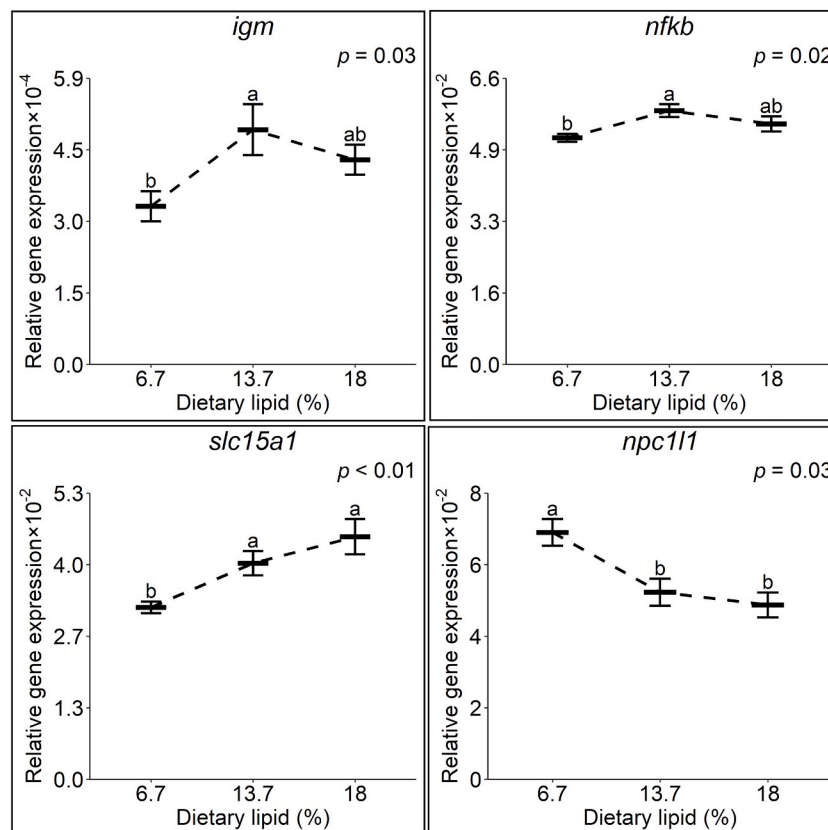 igm
p = 0.03
Relative gene expression×10⁻⁴
5.9
4.5
3.0
1.5
0.0
b
a
ab
6.7
13.7
18
Dietary lipid (%)
nfkb
p = 0.02
Relative gene expression×10⁻²
6.6
4.9
3.3
1.6
0.0
b
a
ab
6.7
13.7
18
Dietary lipid (%)
slc15a1
p < 0.01
Relative gene expression×10⁻²
5.3
4.0
2.7
1.3
0.0
b
a
a
6.7
13.7
18
Dietary lipid (%)
npc1l1
p = 0.03
Relative gene expression×10⁻²
8
6
4
2
0
a
b
b
6.7
13.7
18
Dietary lipid (%)